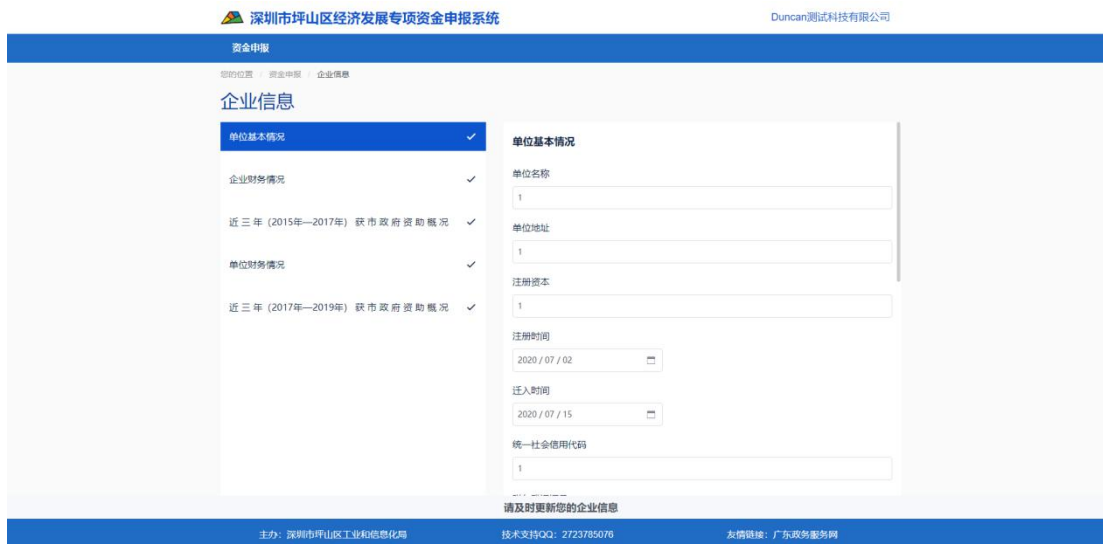 深圳市坪山区经济发展专项资金申报系统
Duncan测试科技有限公司
资金申报
您的位置 / 资金申报 / 企业信息
企业信息
单位基本情况
企业财务情况
近三年 (2015年—2017年) 获市政府资助概况
单位财务情况
近三年 (2017年—2019年) 获市政府资助概况
单位基本情况
单位名称
1
单位地址
1
注册资本
1
注册时间
2020 / 07 / 02
迁入时间
2020 / 07 / 15
统一社会信用代码
1
请及时更新您的企业信息
主办：深圳市坪山区工业和信息化局
技术支持QQ：2723785076
友情链接：广东政务服务网